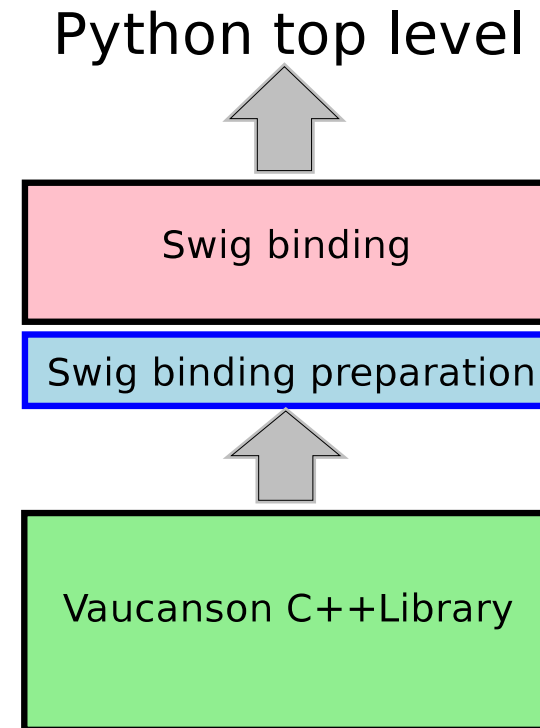 Python top level
Swig binding
Swig binding preparation
Vaucanson C++Library